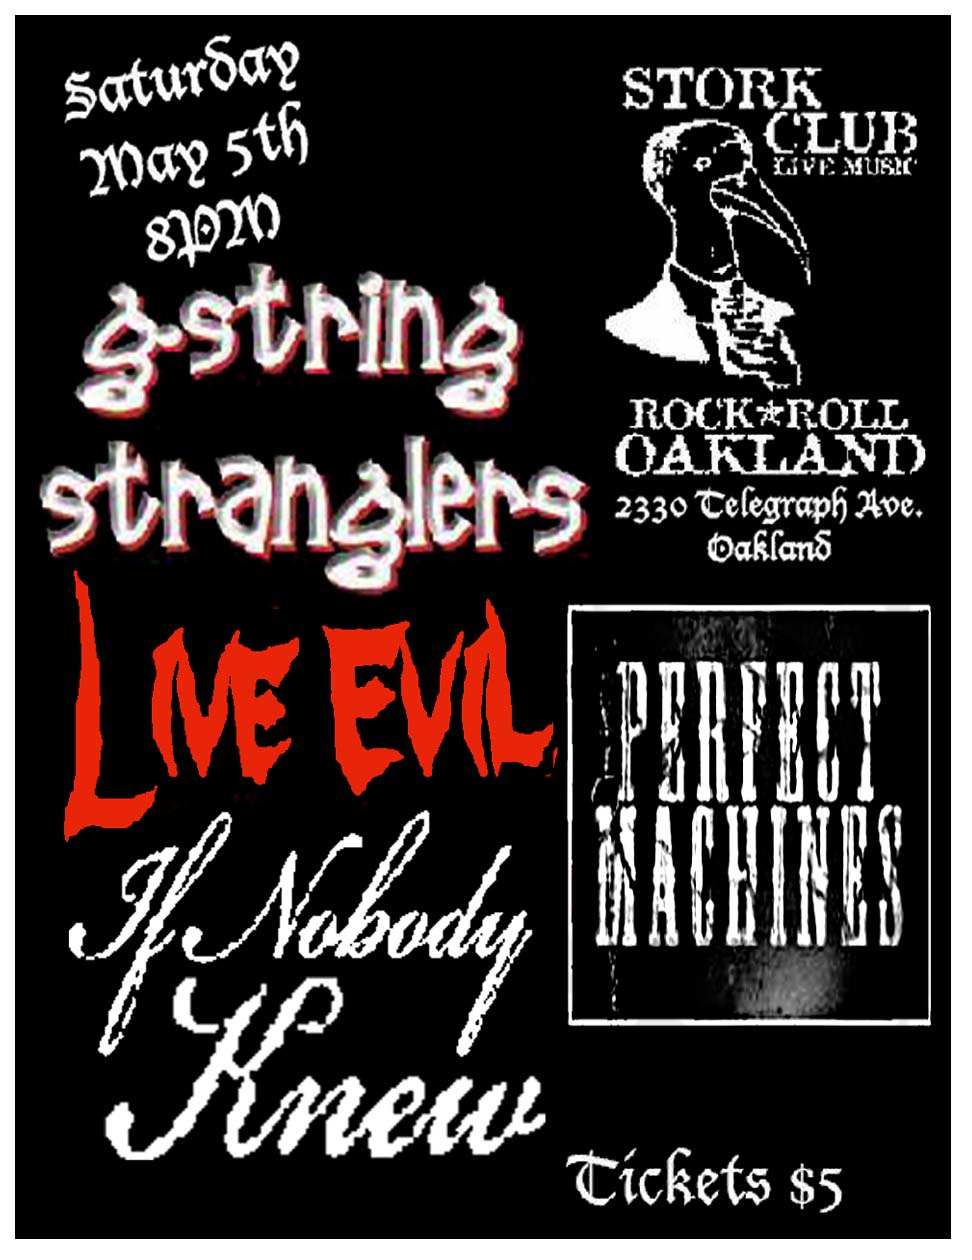 Saturday
May 5th
8PM
STORK
CLUB
LIVE MUSIC
ROCK★ROLL
OAKLAND
2330 Telegraph Ave.
Oakland
g-string
stranglers
LIVE EVIL
If Nobody
Knew
PERFECT
MACHINES
Tickets $5